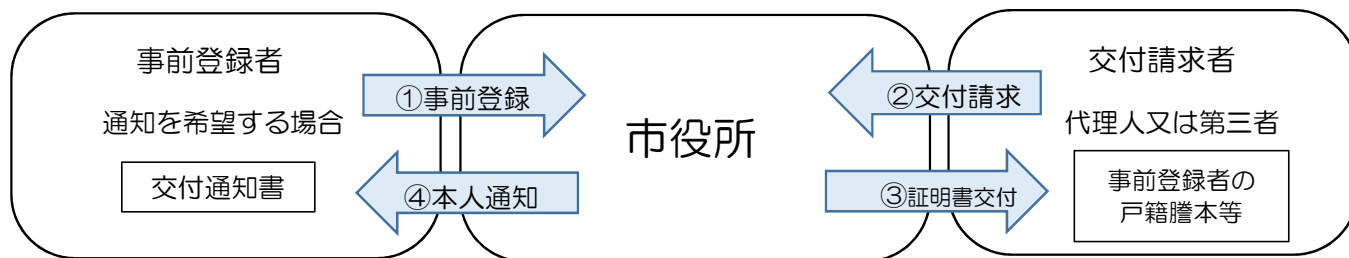 事前登録者
通知を希望する場合
交付通知書
①事前登録
④本人通知
市役所
②交付請求
③証明書交付
交付請求者
代理人又は第三者
事前登録者の
戸籍謄本等